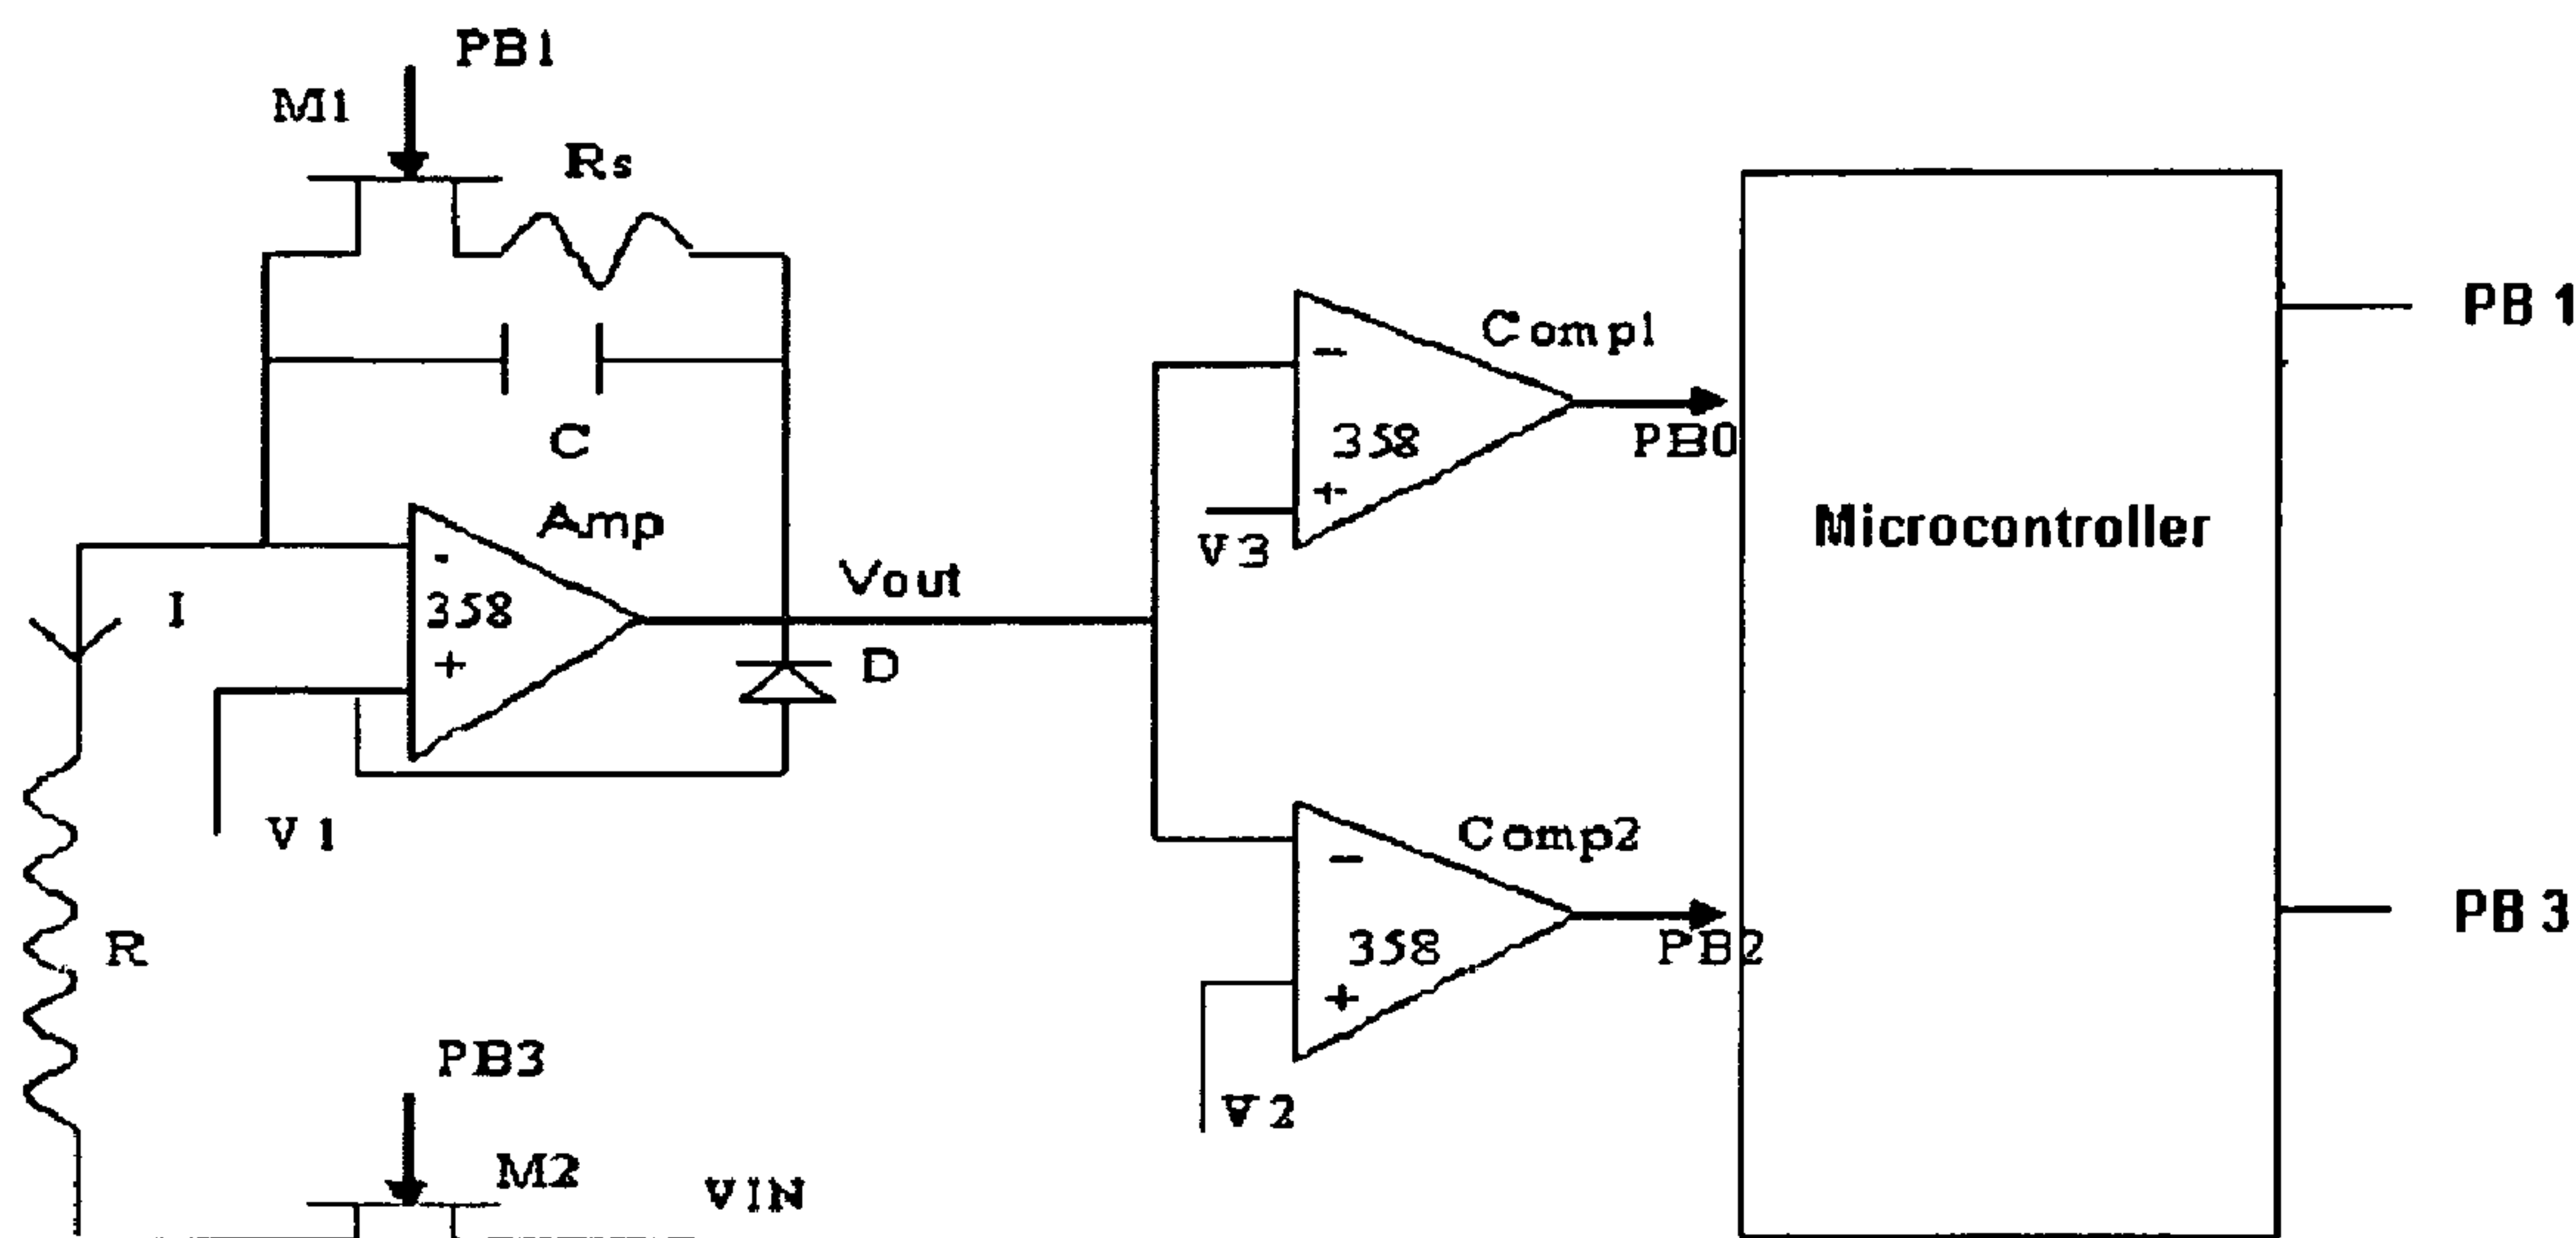 PB1
M1
Rs
C
Amp
-
358
+
I
V1
R
Vout
D
Comp1
-
358
+
V3
PB0
Comp2
-
358
+
V2
PB2
Microcontroller
PB 1
PB 3
PB3
M2
VIN